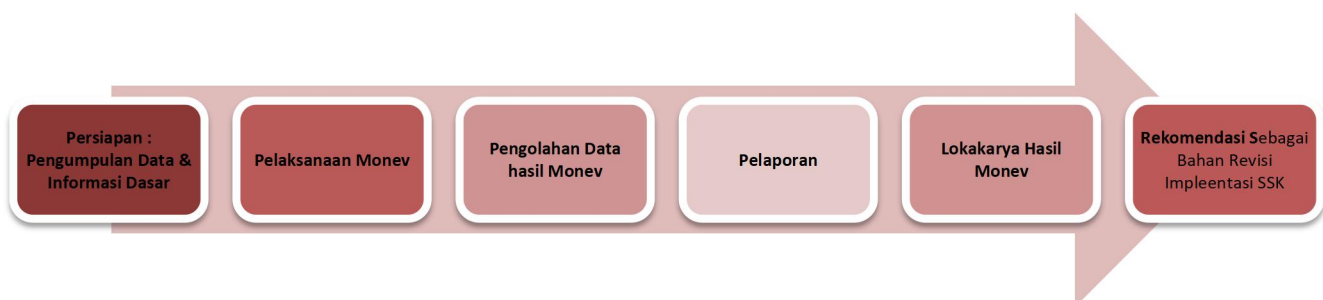 Persiapan :
Pengumpulan Data &
Informasi Dasar
Pelaksanaan Monev
Pengolahan Data
hasil Monev
Pelaporan
Lokakarya Hasil
Monev
Rekomendasi Sebagai
Bahan Revisi
Impleentasi SSK